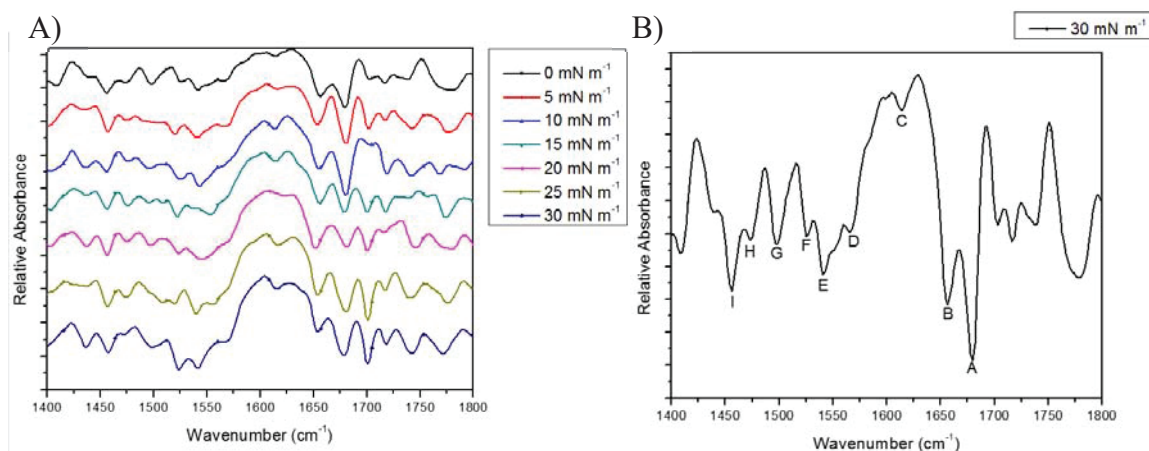 A)
0 mN m⁻¹
5 mN m⁻¹
10 mN m⁻¹
15 mN m⁻¹
20 mN m⁻¹
25 mN m⁻¹
30 mN m⁻¹
Relative Absorbance
1400 1450 1500 1550 1600 1650 1700 1750 1800
Wavenumber (cm⁻¹)
B)
30 mN m⁻¹
Relative Absorbance
I
H
G
F
E
D
C
B
A
1400 1450 1500 1550 1600 1650 1700 1750 1800
Wavenumber (cm⁻¹)